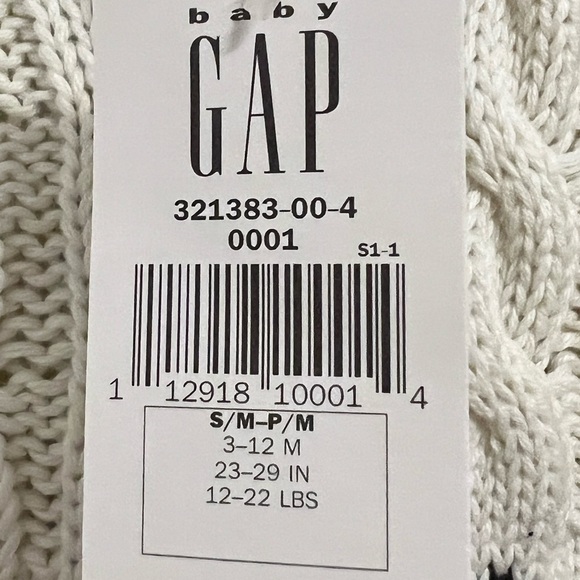 baby
GAP
321383-00-4
0001
S1-1
1 12918 10001 4
S/M-P/M
3-12 M
23-29 IN
12-22 LBS